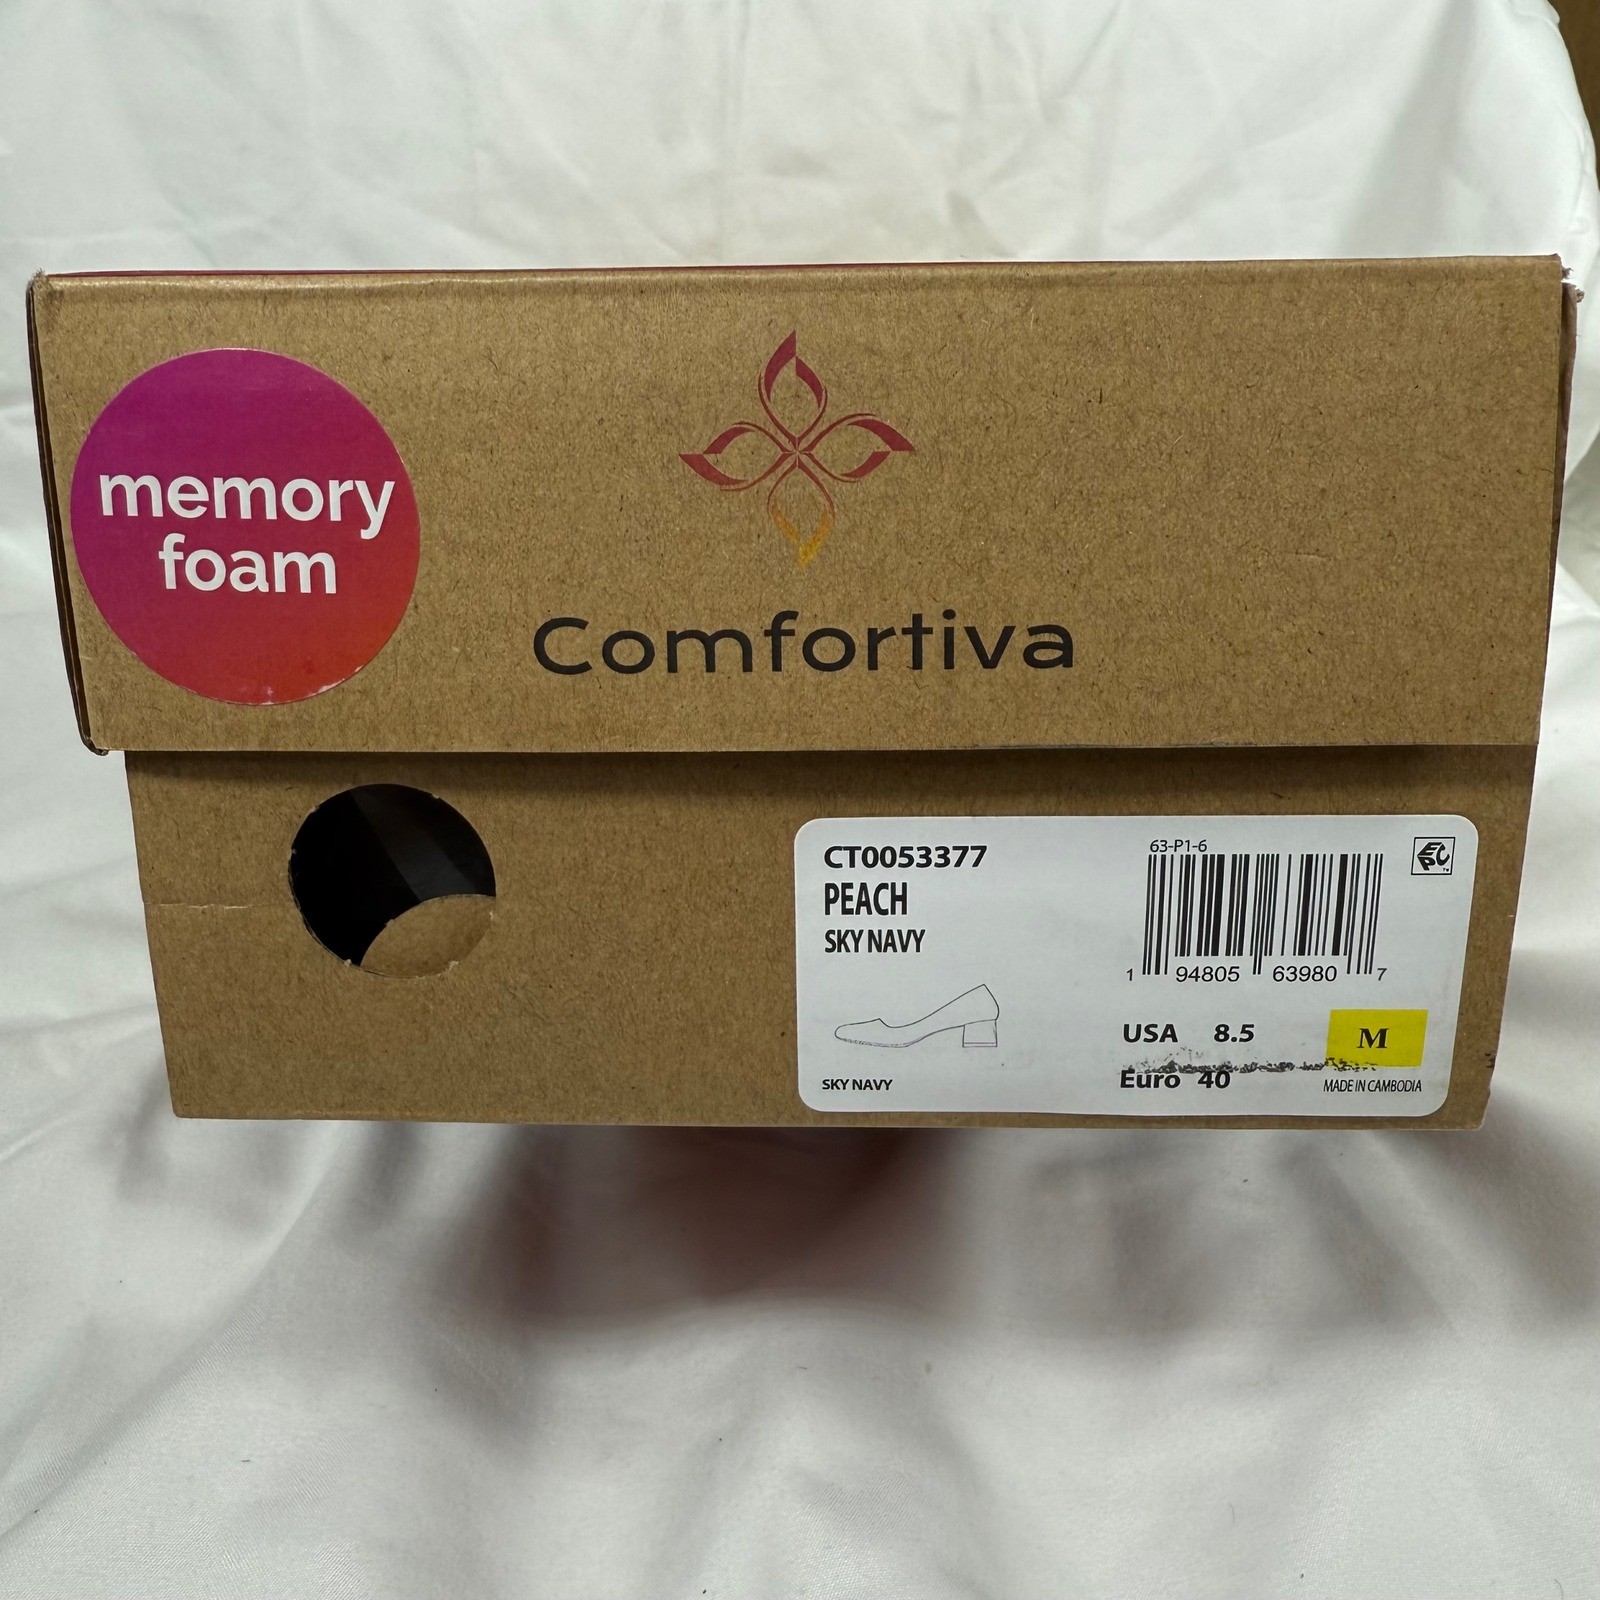 memory
foam
Comfortiva
CT0053377
PEACH
SKY NAVY
63-P1-6
EPC
1 94805 63980 7
USA 8.5
M
Euro 40
SKY NAVY
MADE IN CAMBODIA